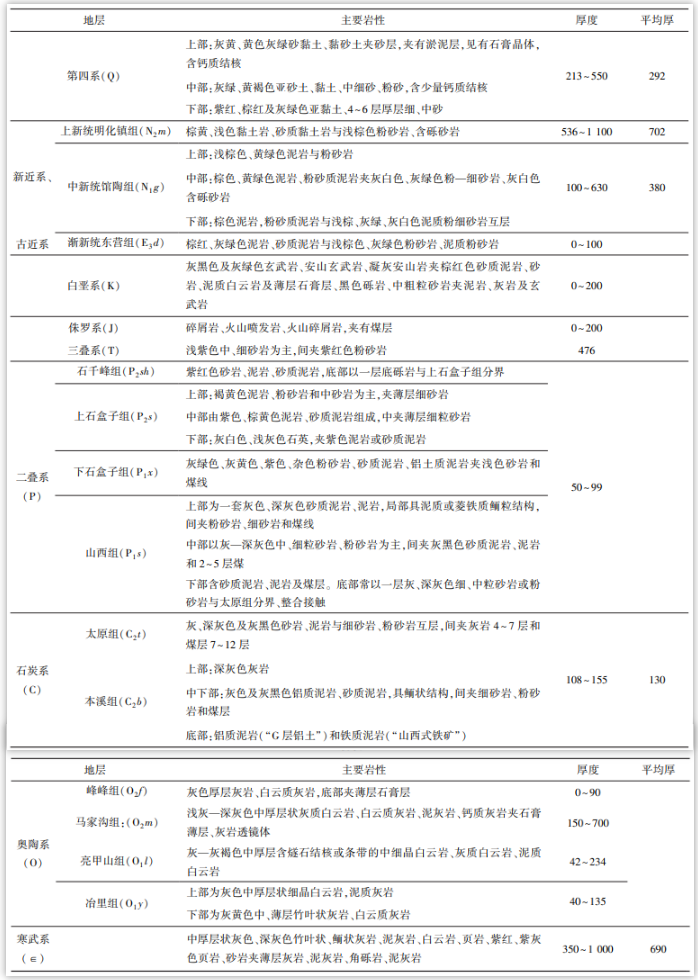 地层 主要岩性 厚度 平均厚
上部:灰黄、黄色灰绿砂黏土、黏砂土夹砂层,夹有淤泥层,见有石膏晶体,
含钙质结核
第四系(Q) 中部:灰绿、黄褐色亚砂土、黏土、中细砂、粉砂,含少量钙质结核 213~550 292
下部:紫红、棕红及灰绿色亚黏土、4~6层厚层细、中砂
上新统明化镇组(N₂m) 棕黄、浅色黏土岩、砂质黏土岩与浅棕色粉砂岩、含砾砂岩 536~1 100 702
上部:浅棕色、黄绿色泥岩与粉砂岩
新近系、
中新统馆陶组(N₁g) 中部:棕色、黄绿色泥岩、粉砂质泥岩夹灰白色、灰绿色粉—细砂岩、灰白色 100~630 380
含砾砂岩
下部:棕色泥岩,粉砂质泥岩与浅棕、灰绿、灰白色泥质粉细砂岩互层
古近系 渐新统东营组(E₃d) 棕红、灰绿色泥岩、砂质泥岩与浅棕色、灰绿色粉砂岩、泥质粉砂岩 0~100
灰黑色及灰绿色玄武岩、安山玄武岩、凝灰安山岩夹棕红色砂质泥岩、砂
白垩系(K) 岩、泥质白云岩及薄层石膏层、黑色砾岩、中粗粒砂岩夹泥岩、灰岩及玄 0~200
武岩
侏罗系(J) 碎屑岩、火山喷发岩、火山碎屑岩,夹有煤层 0~200
三叠系(T) 浅紫色中、细砂岩为主,间夹紫红色粉砂岩 476
石千峰组(P₂sh) 紫红色砂岩、泥岩、砂质泥岩,底部以一层底砾岩与上石盒子组分界
上部:褐黄色泥岩、粉砂岩和中砂岩为主,夹薄层细砂岩
上石盒子组(P₂s) 中部由紫色、棕黄色泥岩、砂质泥岩组成,中夹薄层细粒砂岩
下部:灰白色、浅灰色石英,夹紫色泥岩或砂质泥岩
二叠系
(P)
下石盒子组(P₁x) 灰绿色、灰黄色、紫色、杂色粉砂岩、砂质泥岩、铝土质泥岩夹浅色砂岩和
煤线
50~99
上部为一套灰色、深灰色砂质泥岩、泥岩,局部具泥质或菱铁质鲕粒结构,
间夹粉砂岩、细砂岩和煤线
山西组(P₁s) 中部以灰—深灰色中、细粒砂岩、粉砂岩为主,间夹灰黑色砂质泥岩、泥岩
和2~5层煤
下部含砂质泥岩、泥岩及煤层。底部常以一层灰、深灰色细、中粒砂岩或粉
砂岩与太原组分界、整合接触
太原组(C₂t) 灰、深灰色及灰黑色砂岩、泥岩与细砂岩、粉砂岩互层,间夹灰岩4~7层和
煤层7~12层
石炭系
(C)
上部:深灰色灰岩
108~155 130
本溪组(C₂b) 中下部:灰色及灰黑色铝质泥岩、砂质泥岩,具鲕状结构,间夹细砂岩、粉砂
岩和煤层
底部:铝质泥岩(“G层铝土”)和铁质泥岩(“山西式铁矿”)
地层 主要岩性 厚度 平均厚
峰峰组(O₂f) 灰色厚层灰岩、白云质灰岩,底部夹薄层石膏层 0~90
马家沟组:(O₂m) 浅灰—深灰色中厚层状灰质白云岩、白云质灰岩、泥灰岩、钙质灰岩夹石膏 150~700
薄层、灰岩透镜体
奥陶系
(O)
亮甲山组(O₁l) 灰—灰褐色中厚层含燧石结核或条带的中细晶白云岩、灰质白云岩、泥质 42~234
白云岩
冶里组(O₁y) 上部为灰色中厚层状细晶白云岩,泥质灰岩 40~135
下部为灰黄色中、薄层竹叶状灰岩、白云质灰岩
寒武系
(∈)
中厚层状灰色、深灰色竹叶状、鲕状灰岩、泥灰岩、白云岩、页岩、紫红、紫灰 350~1 000 690
色页岩、砂岩夹薄层灰岩、泥灰岩、角砾岩、泥灰岩